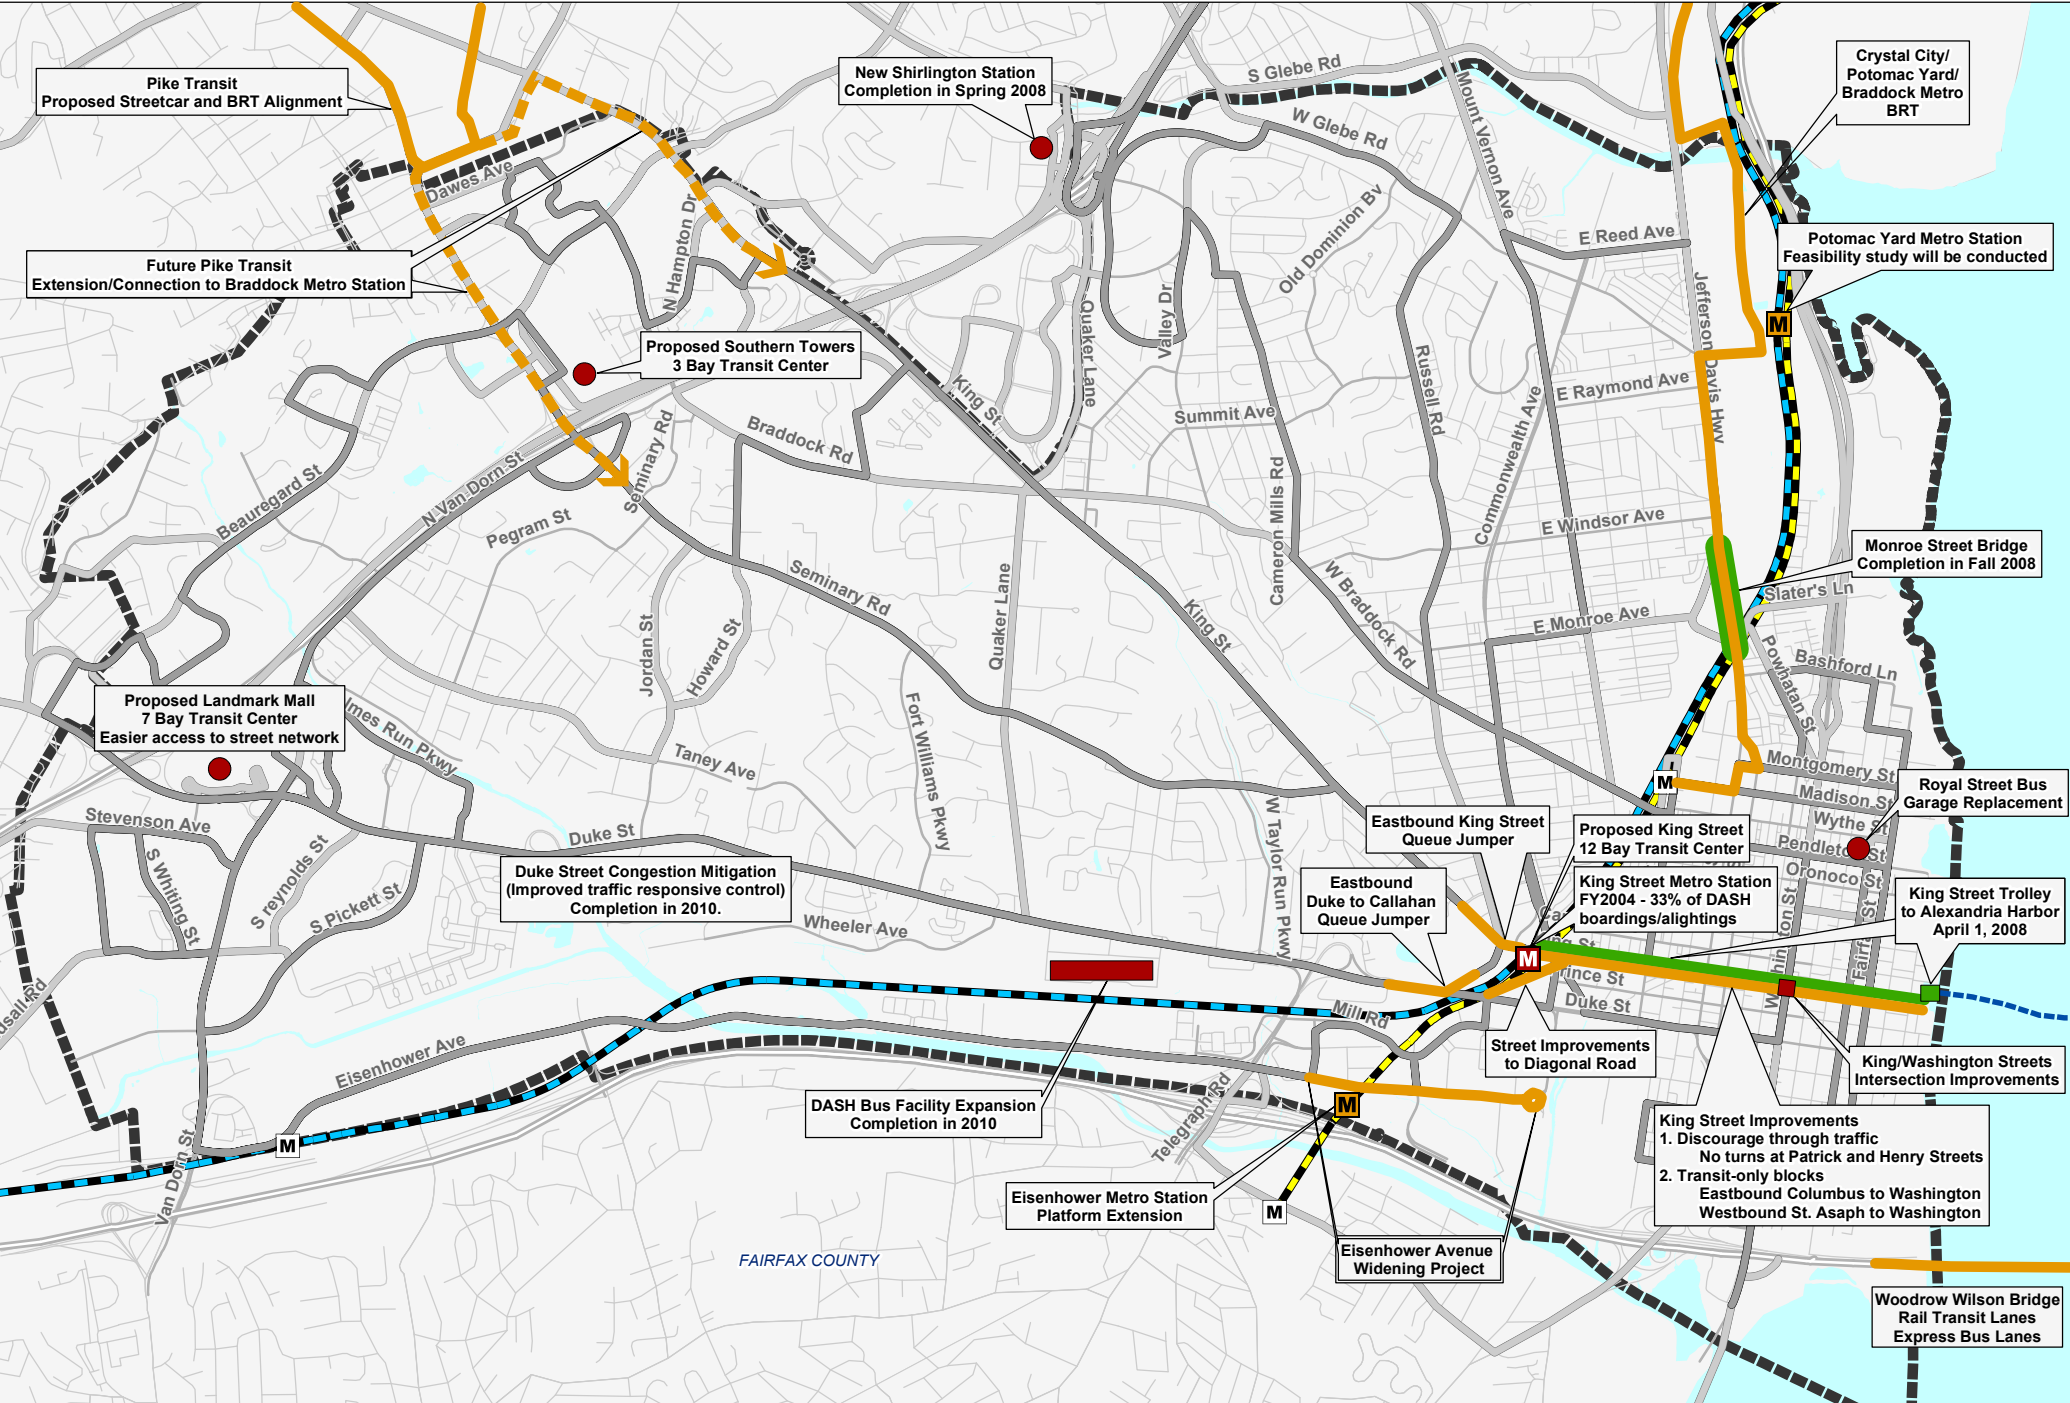 Pike Transit
Proposed Streetcar and BRT Alignment
New Shirlington Station
Completion in Spring 2008
S Glebe Rd
W Glebe Rd
Mount Vernon Ave
Crystal City/
Potomac Yard/
Braddock Metro
BRT
Dawes Ave
N Hampton Dr
Old Dominion Bv
E Reed Ave
Potomac Yard Metro Station
Feasibility study will be conducted
Future Pike Transit
Extension/Connection to Braddock Metro Station
Jefferson Davis Hwy
M
Proposed Southern Towers
3 Bay Transit Center
Quaker Lane
Valley Dr
Russell Rd
King St
Summit Ave
E Raymond Ave
Commonwealth Ave
Braddock Rd
Seminary Rd
N Van Dorn St
Beauregard St
Pegram St
Cameron Mills Rd
E Windsor Ave
Monroe Street Bridge
Completion in Fall 2008
Slater's Ln
Seminary Rd
Quaker Lane
King St
W Braddock Rd
E Monroe Ave
Jordan St
Howard St
Powhatan St
Bashford Ln
Proposed Landmark Mall
7 Bay Transit Center
Easier access to street network
lmes Run Pkwy
Taney Ave
Fort Williams Pkwy
M
Montgomery St
Madison St
Wythe St
Pendleton St
Oronoco St
Royal Street Bus
Garage Replacement
Stevenson Ave
S Whiting St
S reynolds St
S Pickett St
Duke St
Duke Street Congestion Mitigation
(Improved traffic responsive control)
Completion in 2010.
Wheeler Ave
W Taylor Run Pkwy
Eastbound King Street
Queue Jumper
Proposed King Street
12 Bay Transit Center
Eastbound
Duke to Callahan
Queue Jumper
King Street Metro Station
FY2004 - 33% of DASH
boardings/alightings
King Street Trolley
to Alexandria Harbor
April 1, 2008
M
ng St
rince St
Duke St
hin
ton St
Fairf
St
dsall Rd
Mill Rd
Eisenhower Ave
Street Improvements
to Diagonal Road
King/Washington Streets
Intersection Improvements
DASH Bus Facility Expansion
Completion in 2010
M
Telegraph Rd
King Street Improvements
1. Discourage through traffic
No turns at Patrick and Henry Streets
2. Transit-only blocks
Eastbound Columbus to Washington
Westbound St. Asaph to Washington
M
Van Dorn St
Eisenhower Metro Station
Platform Extension
M
Eisenhower Avenue
Widening Project
FAIRFAX COUNTY
Woodrow Wilson Bridge
Rail Transit Lanes
Express Bus Lanes